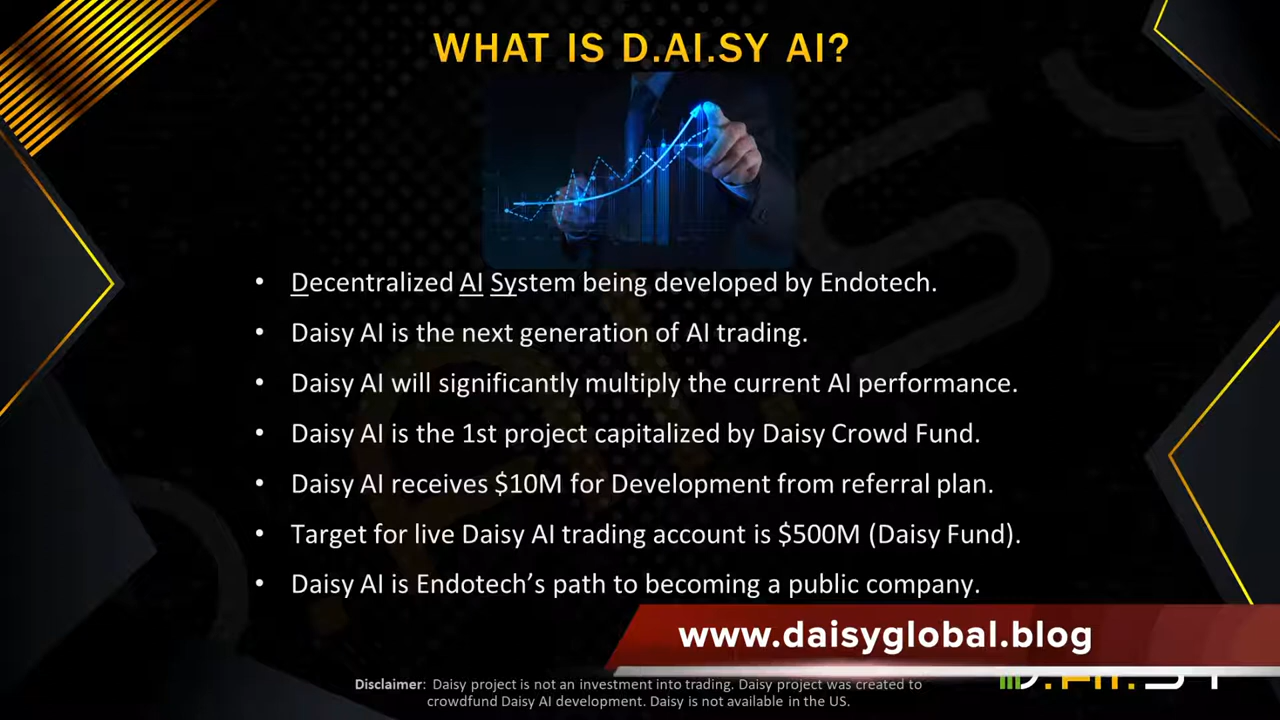 WHAT IS D.AI.SY AI?
• Decentralized AI System being developed by Endotech.
• Daisy AI is the next generation of AI trading.
• Daisy AI will significantly multiply the current AI performance.
• Daisy AI is the 1st project capitalized by Daisy Crowd Fund.
• Daisy AI receives $10M for Development from referral plan.
• Target for live Daisy AI trading account is $500M (Daisy Fund).
• Daisy AI is Endotech’s path to becoming a public company.
www.daisyglobal.blog
Disclaimer: Daisy project is not an investment into trading. Daisy project was created to
crowdfund Daisy AI development. Daisy is not available in the US.